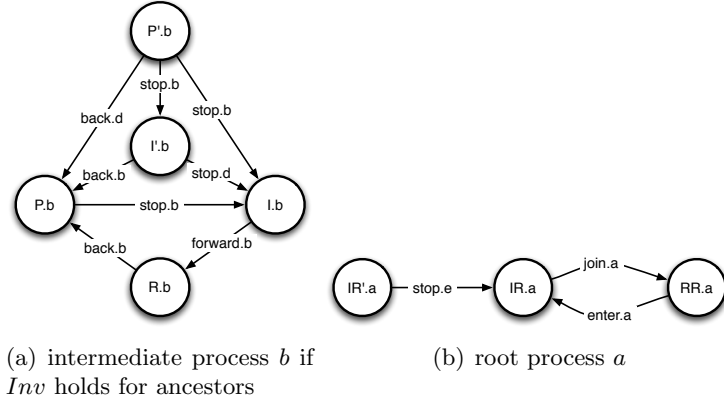 P'.b
stop.b
back.d
stop.b
I'.b
back.b
stop.d
P.b
stop.b
I.b
back.b
forward.b
R.b
IR'.a
stop.e
IR.a
join.a
enter.a
RR.a
(a) intermediate process b if
Inv holds for ancestors
(b) root process a